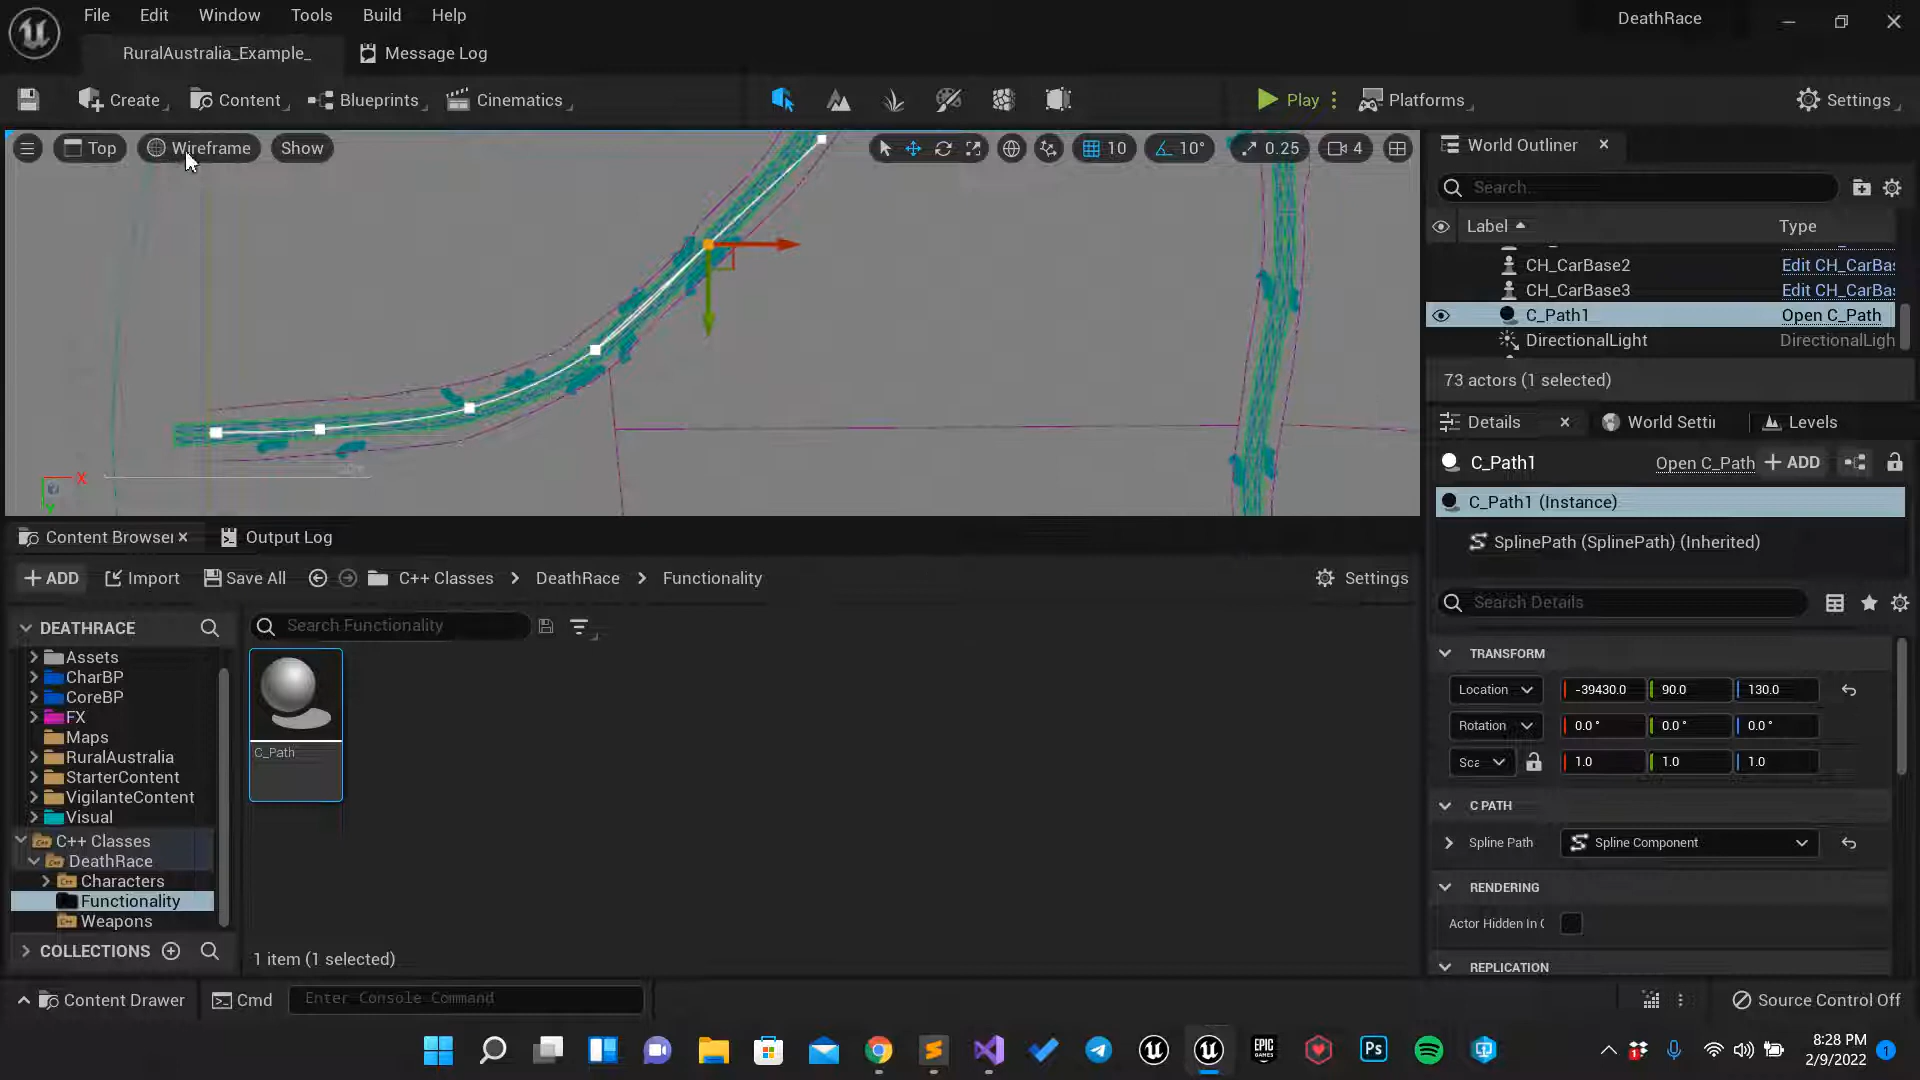 File Edit Window Tools Build Help
DeathRace
RuralAustralia_Example_
Message Log
Create
Content
Blueprints
Cinematics
Play
Platforms
Settings
Top
Wireframe
Show
10
10°
0.25
4
X
World Outliner
Search...
Label
Type
CH_CarBase2
Edit CH_CarBa
CH_CarBase3
Edit CH_CarBa
C_Path1
Open C_Path
DirectionalLight
DirectionalLigh
73 actors (1 selected)
Details
World Setti
Levels
C_Path1
Open C_Path
ADD
C_Path1 (Instance)
SplinePath (SplinePath) (Inherited)
Search Details
TRANSFORM
Location
-39430.0
90.0
130.0
Rotation
0.0°
0.0°
0.0°
Sca
1.0
1.0
1.0
C PATH
Spline Path
Spline Component
RENDERING
Actor Hidden In
REPLICATION
Content Browser
Output Log
ADD
Import
Save All
C++ Classes
DeathRace
Functionality
Settings
DEATHRACE
Search Functionality
Assets
CharBP
CoreBP
FX
Maps
RuralAustralia
StarterContent
VigilanteContent
Visual
C++ Classes
DeathRace
Characters
Functionality
Weapons
COLLECTIONS
C_Path
1 item (1 selected)
Content Drawer
Cmd
Enter Console Command
Source Control Off
EPIC
GAMES
Ps
8:28 PM
2/9/2022
1